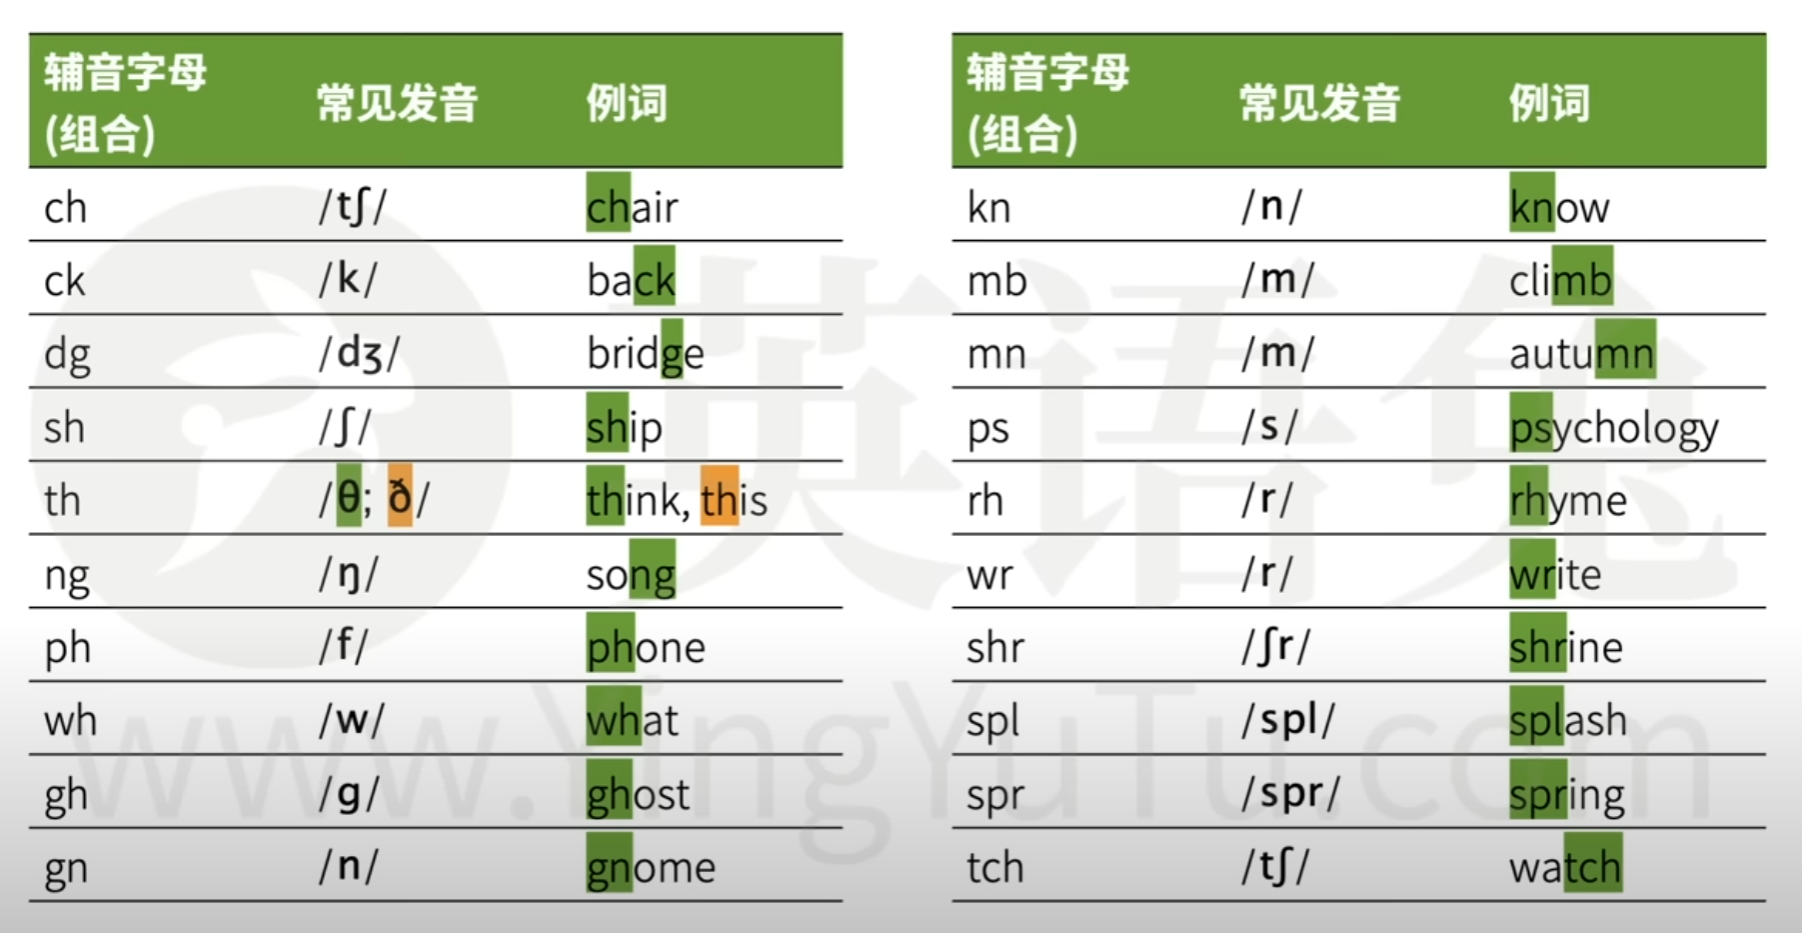 辅音字母
(组合) 常见发音 例词
ch /tʃ/ chair
ck /k/ back
dg /dʒ/ bridge
sh /ʃ/ ship
th /θ; ð/ think, this
ng /ŋ/ song
ph /f/ phone
wh /w/ what
gh /g/ ghost
gn /n/ gnome
辅音字母
(组合) 常见发音 例词
kn /n/ know
mb /m/ climb
mn /m/ autumn
ps /s/ psychology
rh /r/ rhyme
wr /r/ write
shr /ʃr/ shrine
spl /spl/ splash
spr /spr/ spring
tch /tʃ/ watch
英语兔
www.YingYuTu.com